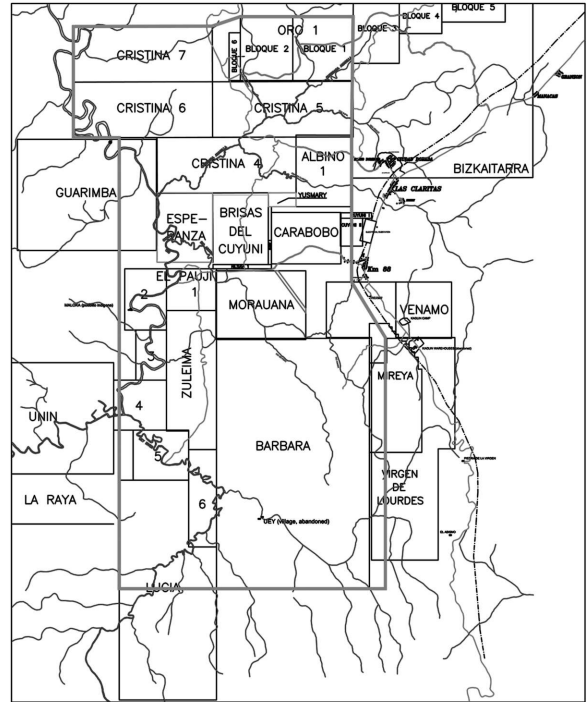 BLOQUE 5
BLOQUE 4
BLOQUE 3
ORO 1
BLOQUE 6
BLOQUE 2
BLOQUE 1
CRISTINA 7
CRISTINA 6
CRISTINA 5
CRISTINA 4
ALBINO
1
BIZKAITARRA
LAS CLARITAS
GUARIMBA
YUSMARY
ESPE-
RANZA
BRISAS
DEL
CUYUNI
CARABOBO
Km 88
EL PAUJI
1
2
MORAUANA
VENAMO
3
ZULEIMA
MIREYA
UNIN
4
BARBARA
5
VIRGEN
DE
LOURDES
LA RAYA
6
UEY (village, abandoned)
LUCIA